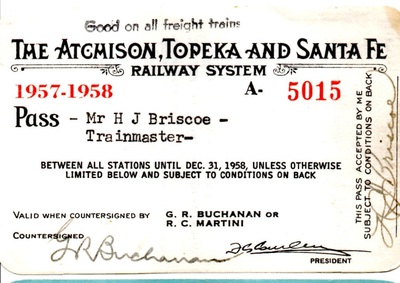 Good on all freight trains
THE ATCHISON, TOPEKA AND SANTA FE
RAILWAY SYSTEM
1957-1958 A- 5015
Pass - Mr H J Briscoe -
Trainmaster-
BETWEEN ALL STATIONS UNTIL DEC. 31, 1958, UNLESS OTHERWISE
LIMITED BELOW AND SUBJECT TO CONDITIONS ON BACK
VALID WHEN COUNTERSIGNED BY G. R. BUCHANAN OR
R. C. MARTINI
COUNTERSIGNED
G R Buchanan
PRESIDENT
THIS PASS ACCEPTED BY ME
SUBJECT TO CONDITIONS ON BACK
H J Briscoe